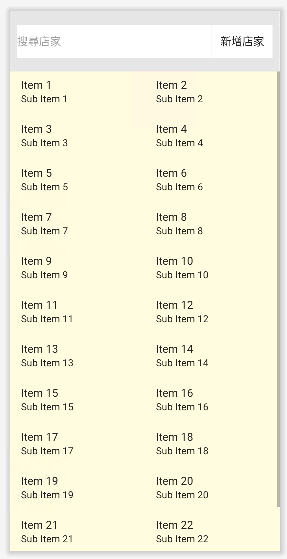 搜尋店家 新增店家
Item 1 Item 2
Sub Item 1 Sub Item 2
Item 3 Item 4
Sub Item 3 Sub Item 4
Item 5 Item 6
Sub Item 5 Sub Item 6
Item 7 Item 8
Sub Item 7 Sub Item 8
Item 9 Item 10
Sub Item 9 Sub Item 10
Item 11 Item 12
Sub Item 11 Sub Item 12
Item 13 Item 14
Sub Item 13 Sub Item 14
Item 15 Item 16
Sub Item 15 Sub Item 16
Item 17 Item 18
Sub Item 17 Sub Item 18
Item 19 Item 20
Sub Item 19 Sub Item 20
Item 21 Item 22
Sub Item 21 Sub Item 22